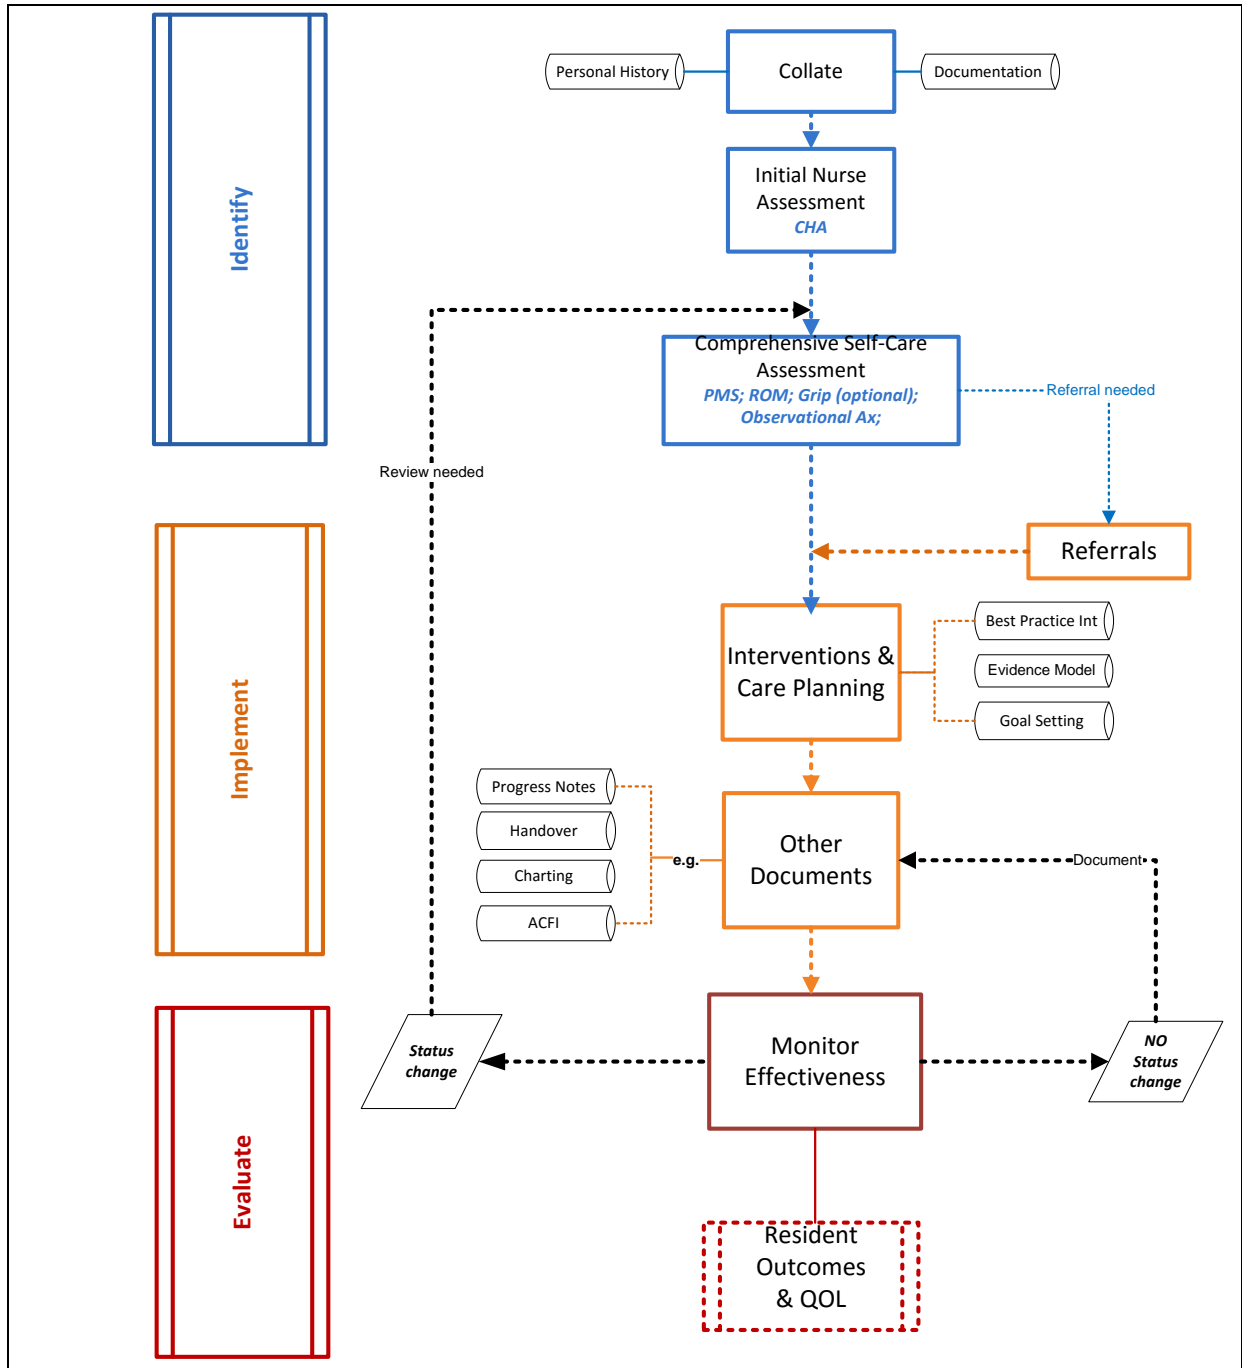 Identify
Personal History
Collate
Documentation
Initial Nurse
Assessment
CHA
Comprehensive Self-Care
Assessment
PMS; ROM; Grip (optional);
Observational Ax;
Referral needed
Review needed
Implement
Referrals
Interventions &
Care Planning
Best Practice Int
Evidence Model
Goal Setting
Progress Notes
Handover
Charting
ACFI
e.g.
Other
Documents
Document
Evaluate
Status
change
Monitor
Effectiveness
NO
Status
change
Resident
Outcomes
& QOL